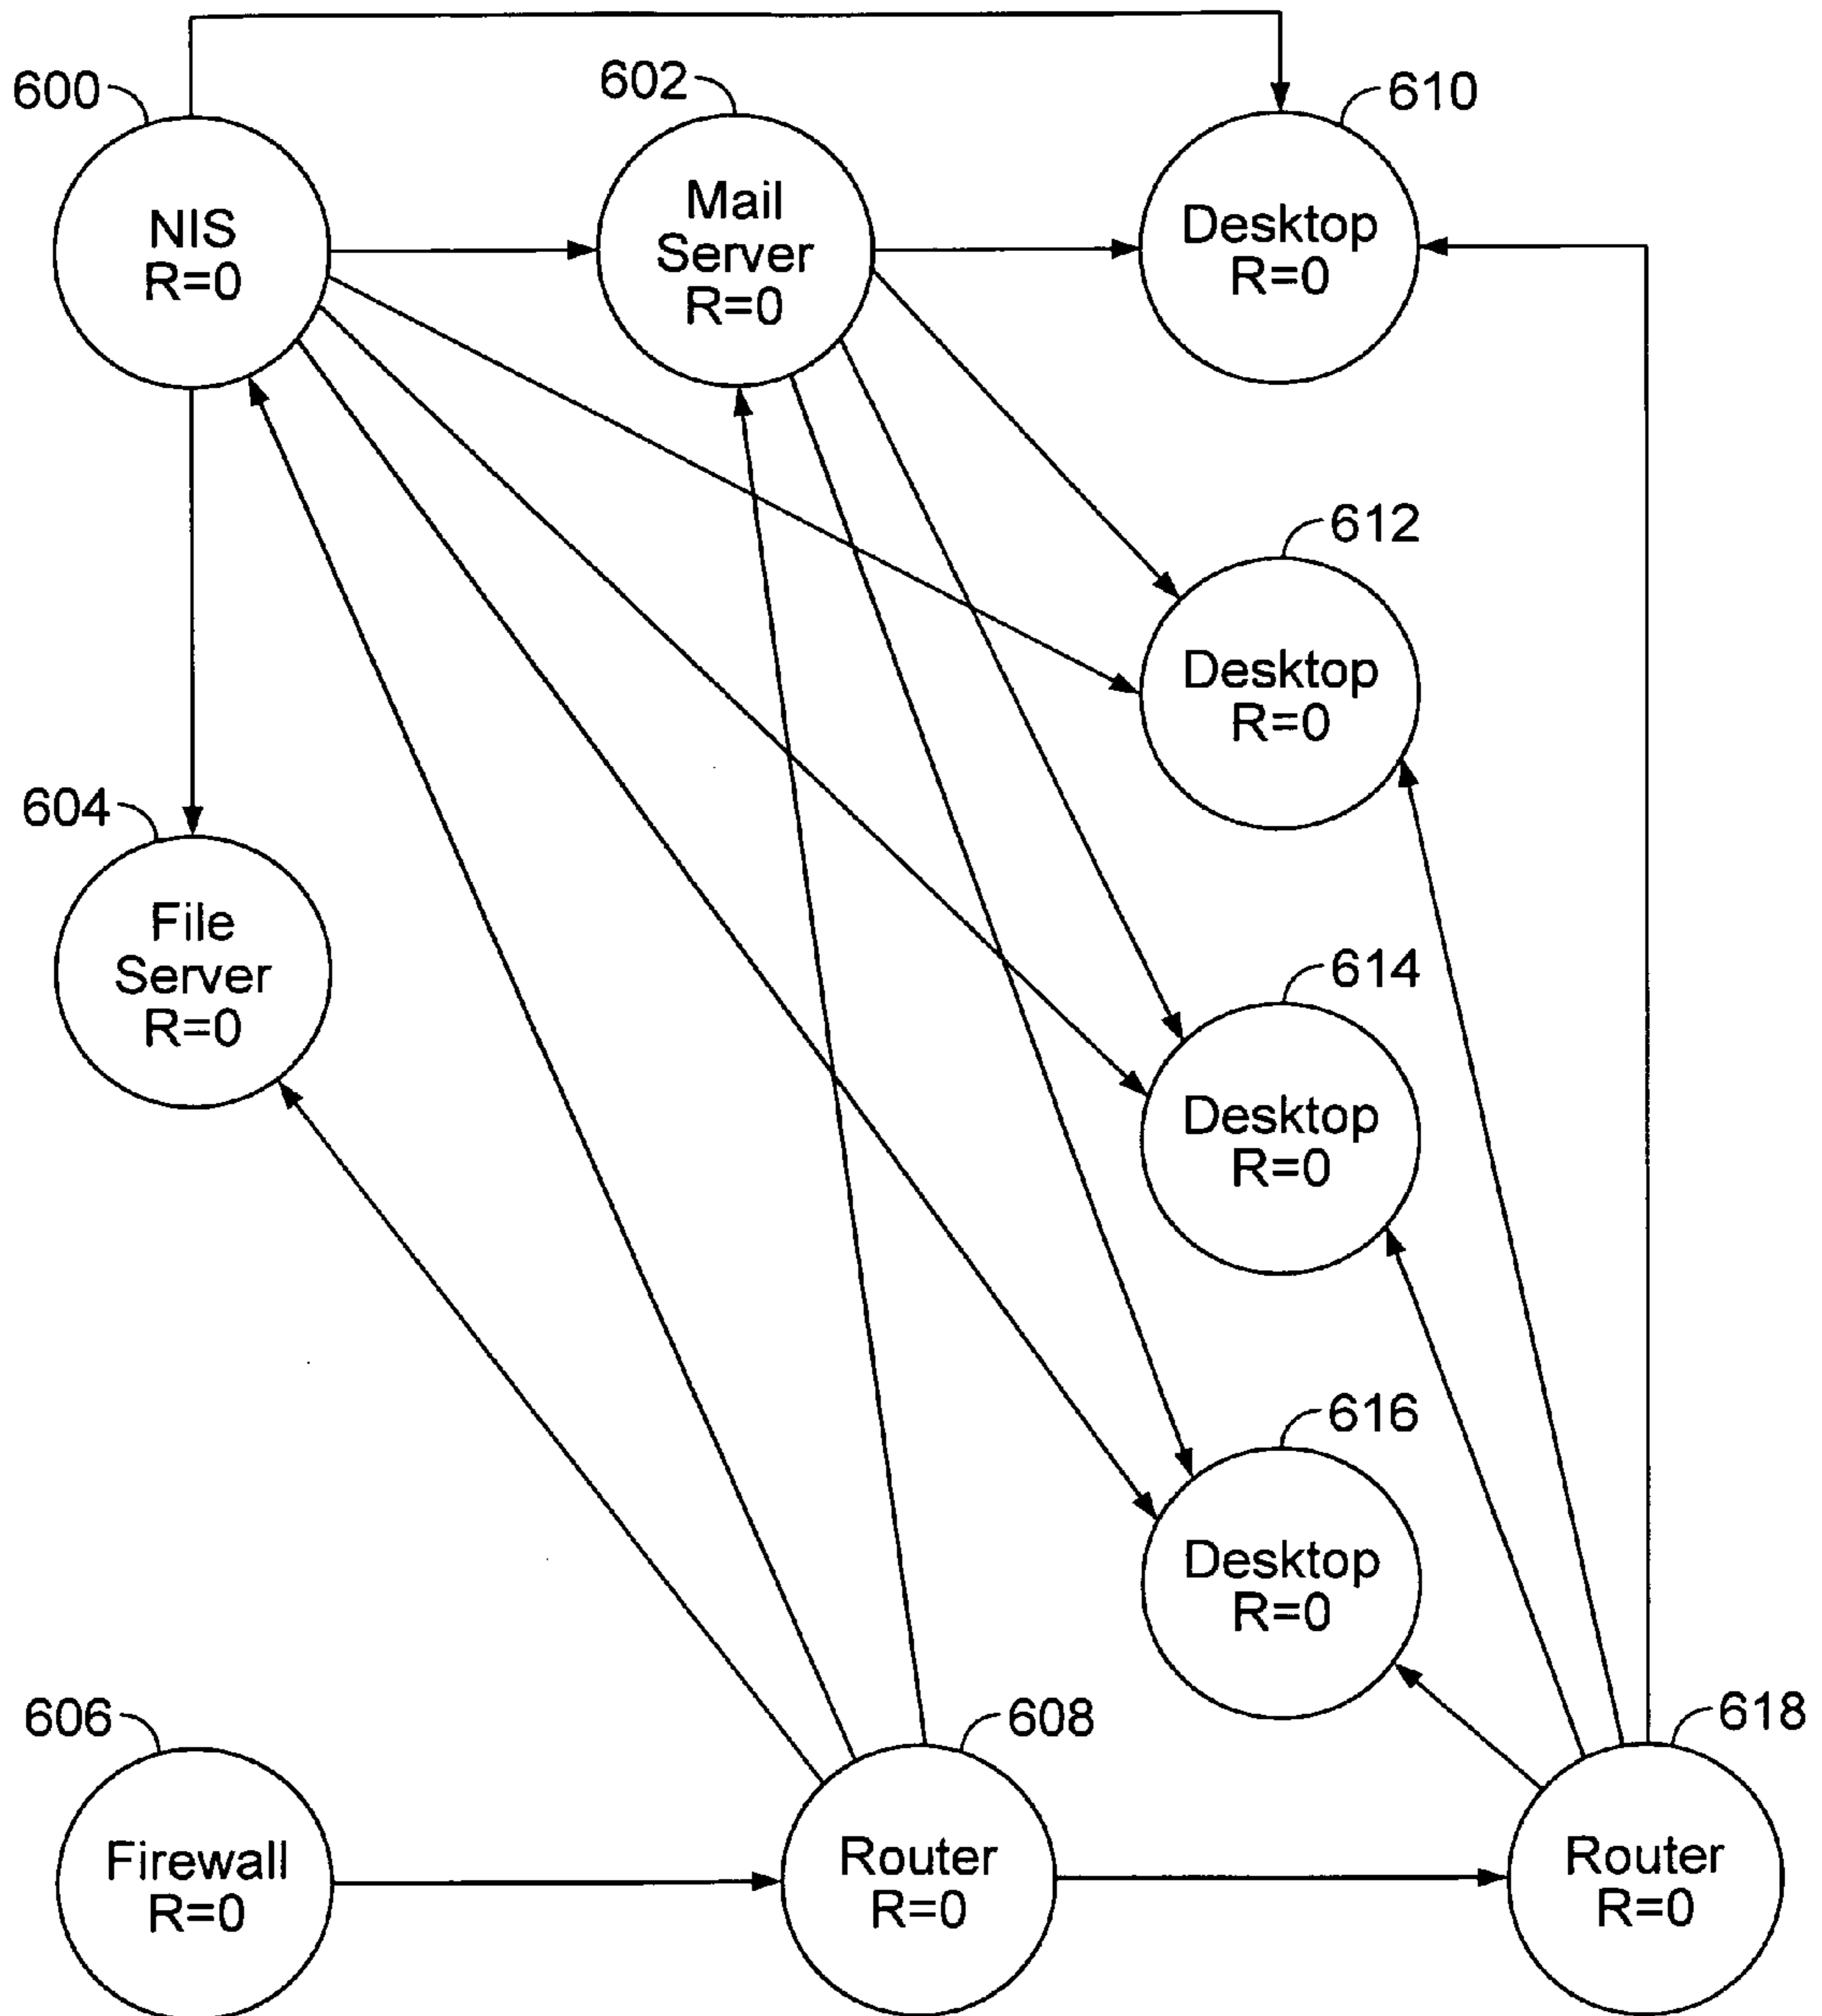 600
602
610
NIS
R=0
Mail
Server
R=0
Desktop
R=0
612
Desktop
R=0
604
File
Server
R=0
614
Desktop
R=0
616
Desktop
R=0
606
608
618
Firewall
R=0
Router
R=0
Router
R=0